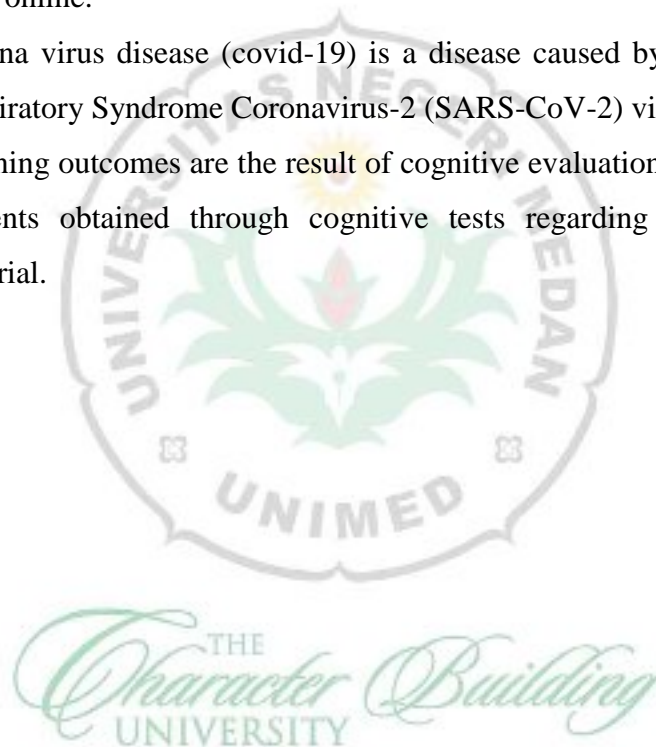 online.
na virus disease (covid-19) is a disease caused by
iratory Syndrome Coronavirus-2 (SARS-CoV-2) vi
ning outcomes are the result of cognitive evaluation
ents obtained through cognitive tests regarding
rial.
UNIVERSITAS NEGERI MEDAN
UNIMED
THE
Character Building
UNIVERSITY